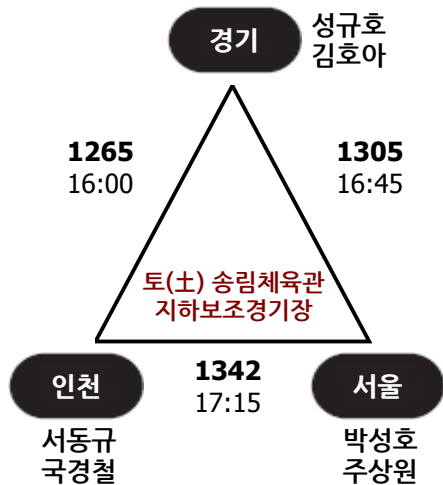 경기
성규호
김호아
1265
16:00
1305
16:45
토(土) 송림체육관
지하보조경기장
인천
1342
17:15
서울
서동규
국경철
박성호
주상원